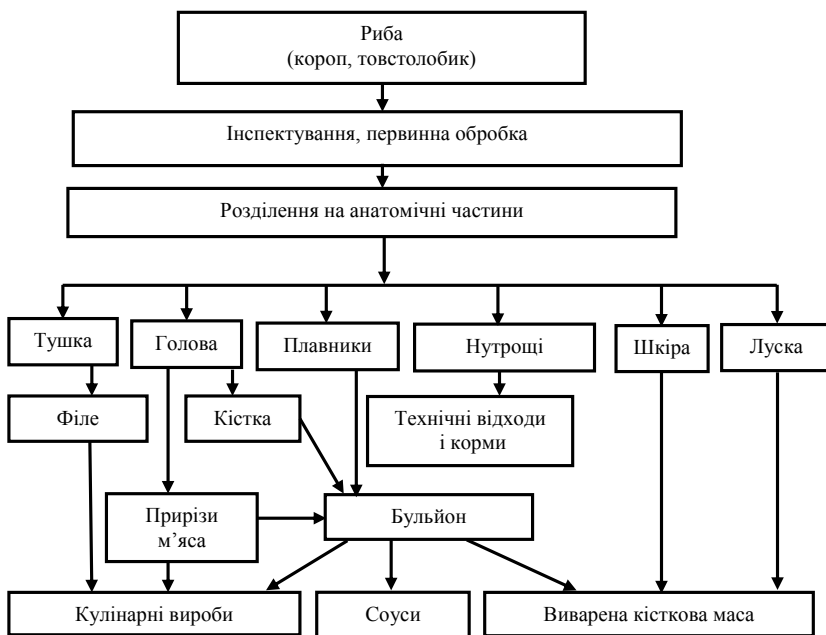 Риба
(короп, товстолобик)
Інспектування, первинна обробка
Розділення на анатомічні частини
Тушка
Голова
Плавники
Нутрощі
Шкіра
Луска
Філе
Кістка
Технічні відходи
і корми
Прирізи
м’яса
Бульйон
Кулінарні вироби
Соуси
Виварена кісткова маса